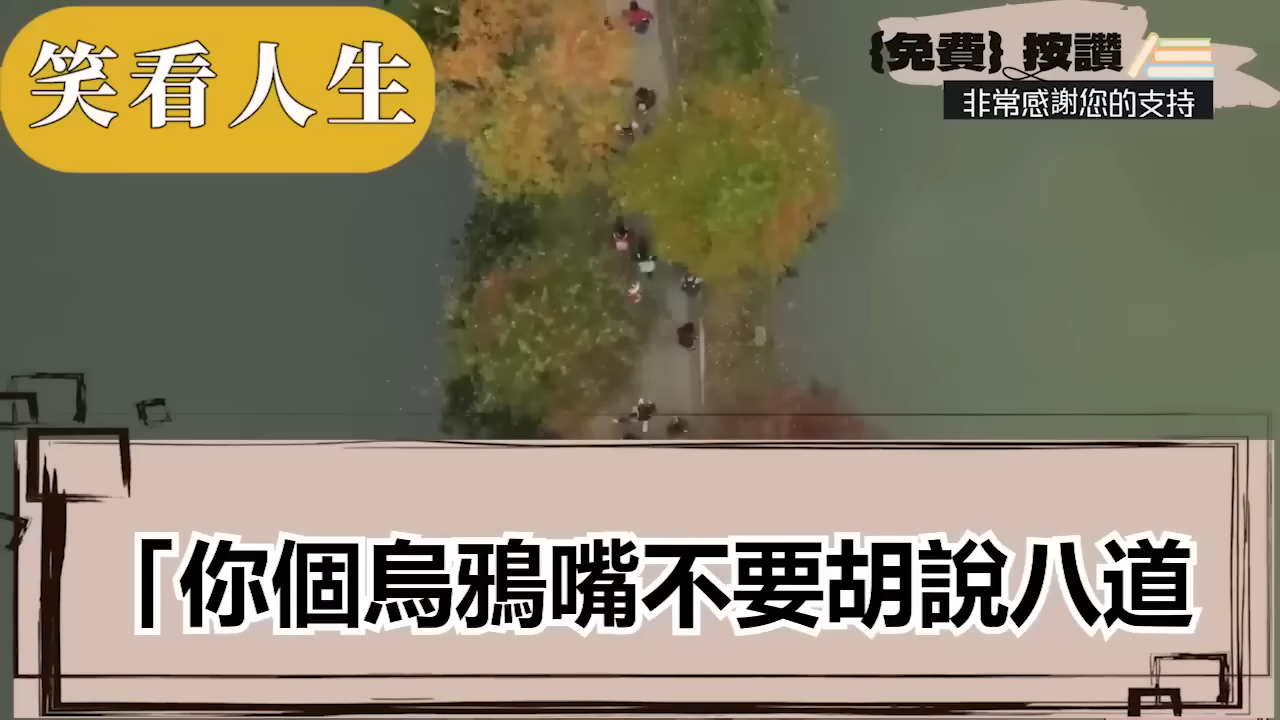 笑看人生
{免費} 按讚
非常感謝您的支持
「你個烏鴉嘴不要胡說八道